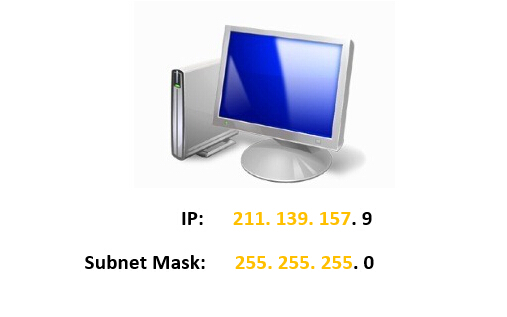 IP: 211. 139. 157. 9
Subnet Mask: 255. 255. 255. 0